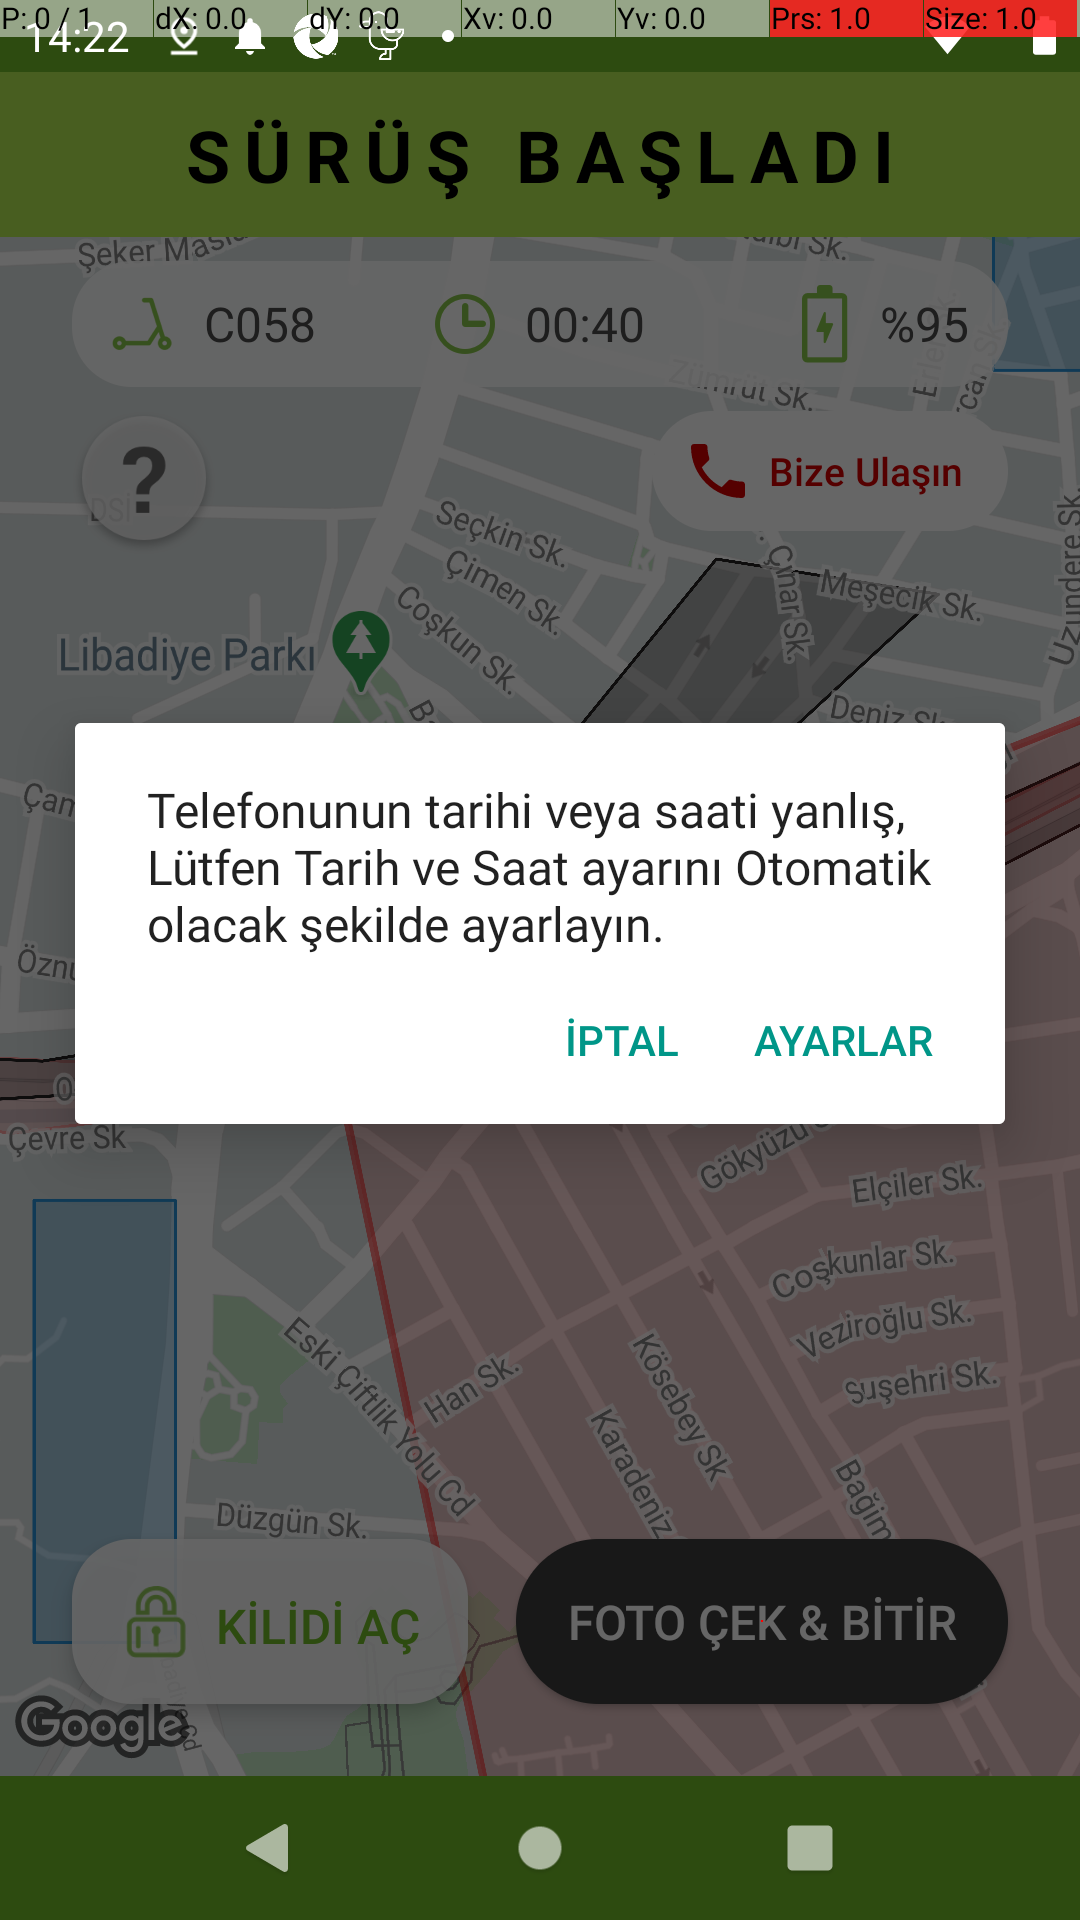 P: 0 / 1 dX: 0.0 dY: 0.0 Xv: 0.0 Yv: 0.0 Prs: 1.0 Size: 1.0
14:22
SÜRÜŞ BAŞLADI
Şeker
C058 00:40 %95
Zümrüt Sk.
?
Bize Ulaşın
DSİ
Seçkin Sk.
Çimen Sk.
Coşkun Sk.
Çınar Sk.
Meşecik Sk.
Uzundere Sk.
Libadiye Parkı
Deniz
Telefonunun tarihi veya saati yanlış,
Lütfen Tarih ve Saat ayarını Otomatik
olacak şekilde ayarlayın.
İPTAL AYARLAR
Çevre Sk
Gökyüzü
Elçiler Sk.
Coşkunlar Sk.
Veziroğlu Sk.
Suşehri Sk.
Eski Çiftlik Yolu Cd
Han Sk.
Kösebey Sk
Karadeniz
Düzgün Sk.
KİLİDİ AÇ
FOTO ÇEK & BİTİR
Google